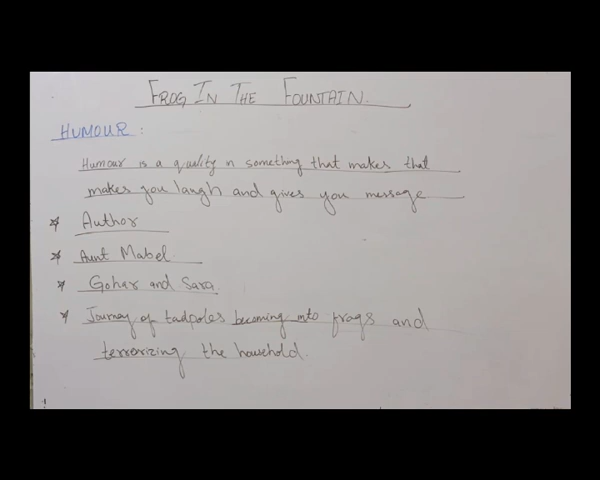 FROG IN THE FOUNTAIN.
HUMOUR :
Humour is a quality in something that makes that
makes you laugh and gives you message
* Author
* Aunt Mabel
* Gohar and Sara.
* Journey of tadpoles becoming into frogs and
terrorizing the household.